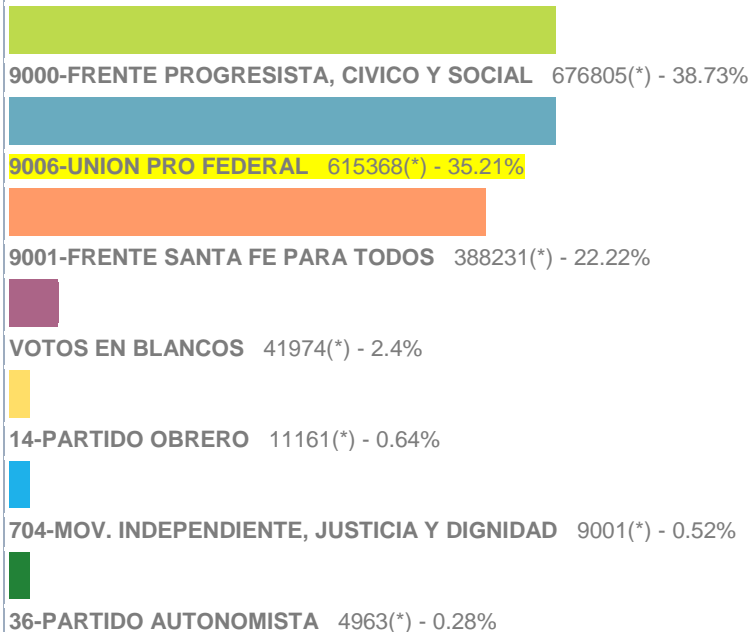 9000-FRENTE PROGRESISTA, CIVICO Y SOCIAL 676805(*) - 38.73%
9006-UNION PRO FEDERAL 615368(*) - 35.21%
9001-FRENTE SANTA FE PARA TODOS 388231(*) - 22.22%
VOTOS EN BLANCOS 41974(*) - 2.4%
14-PARTIDO OBRERO 11161(*) - 0.64%
704-MOV. INDEPENDIENTE, JUSTICIA Y DIGNIDAD 9001(*) - 0.52%
36-PARTIDO AUTONOMISTA 4963(*) - 0.28%